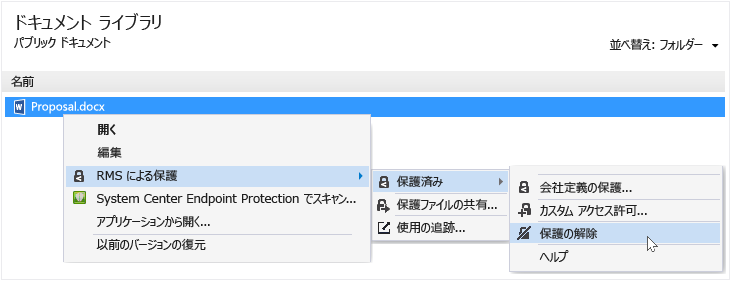 ドキュメント ライブラリ
パブリック ドキュメント
並べ替え: フォルダー
名前
Proposal.docx
開く
編集
RMS による保護
System Center Endpoint Protection でスキャン...
アプリケーションから開く...
以前のバージョンの復元
保護済み
保護ファイルの共有...
使用の追跡...
会社定義の保護...
カスタム アクセス許可...
保護の解除
ヘルプ